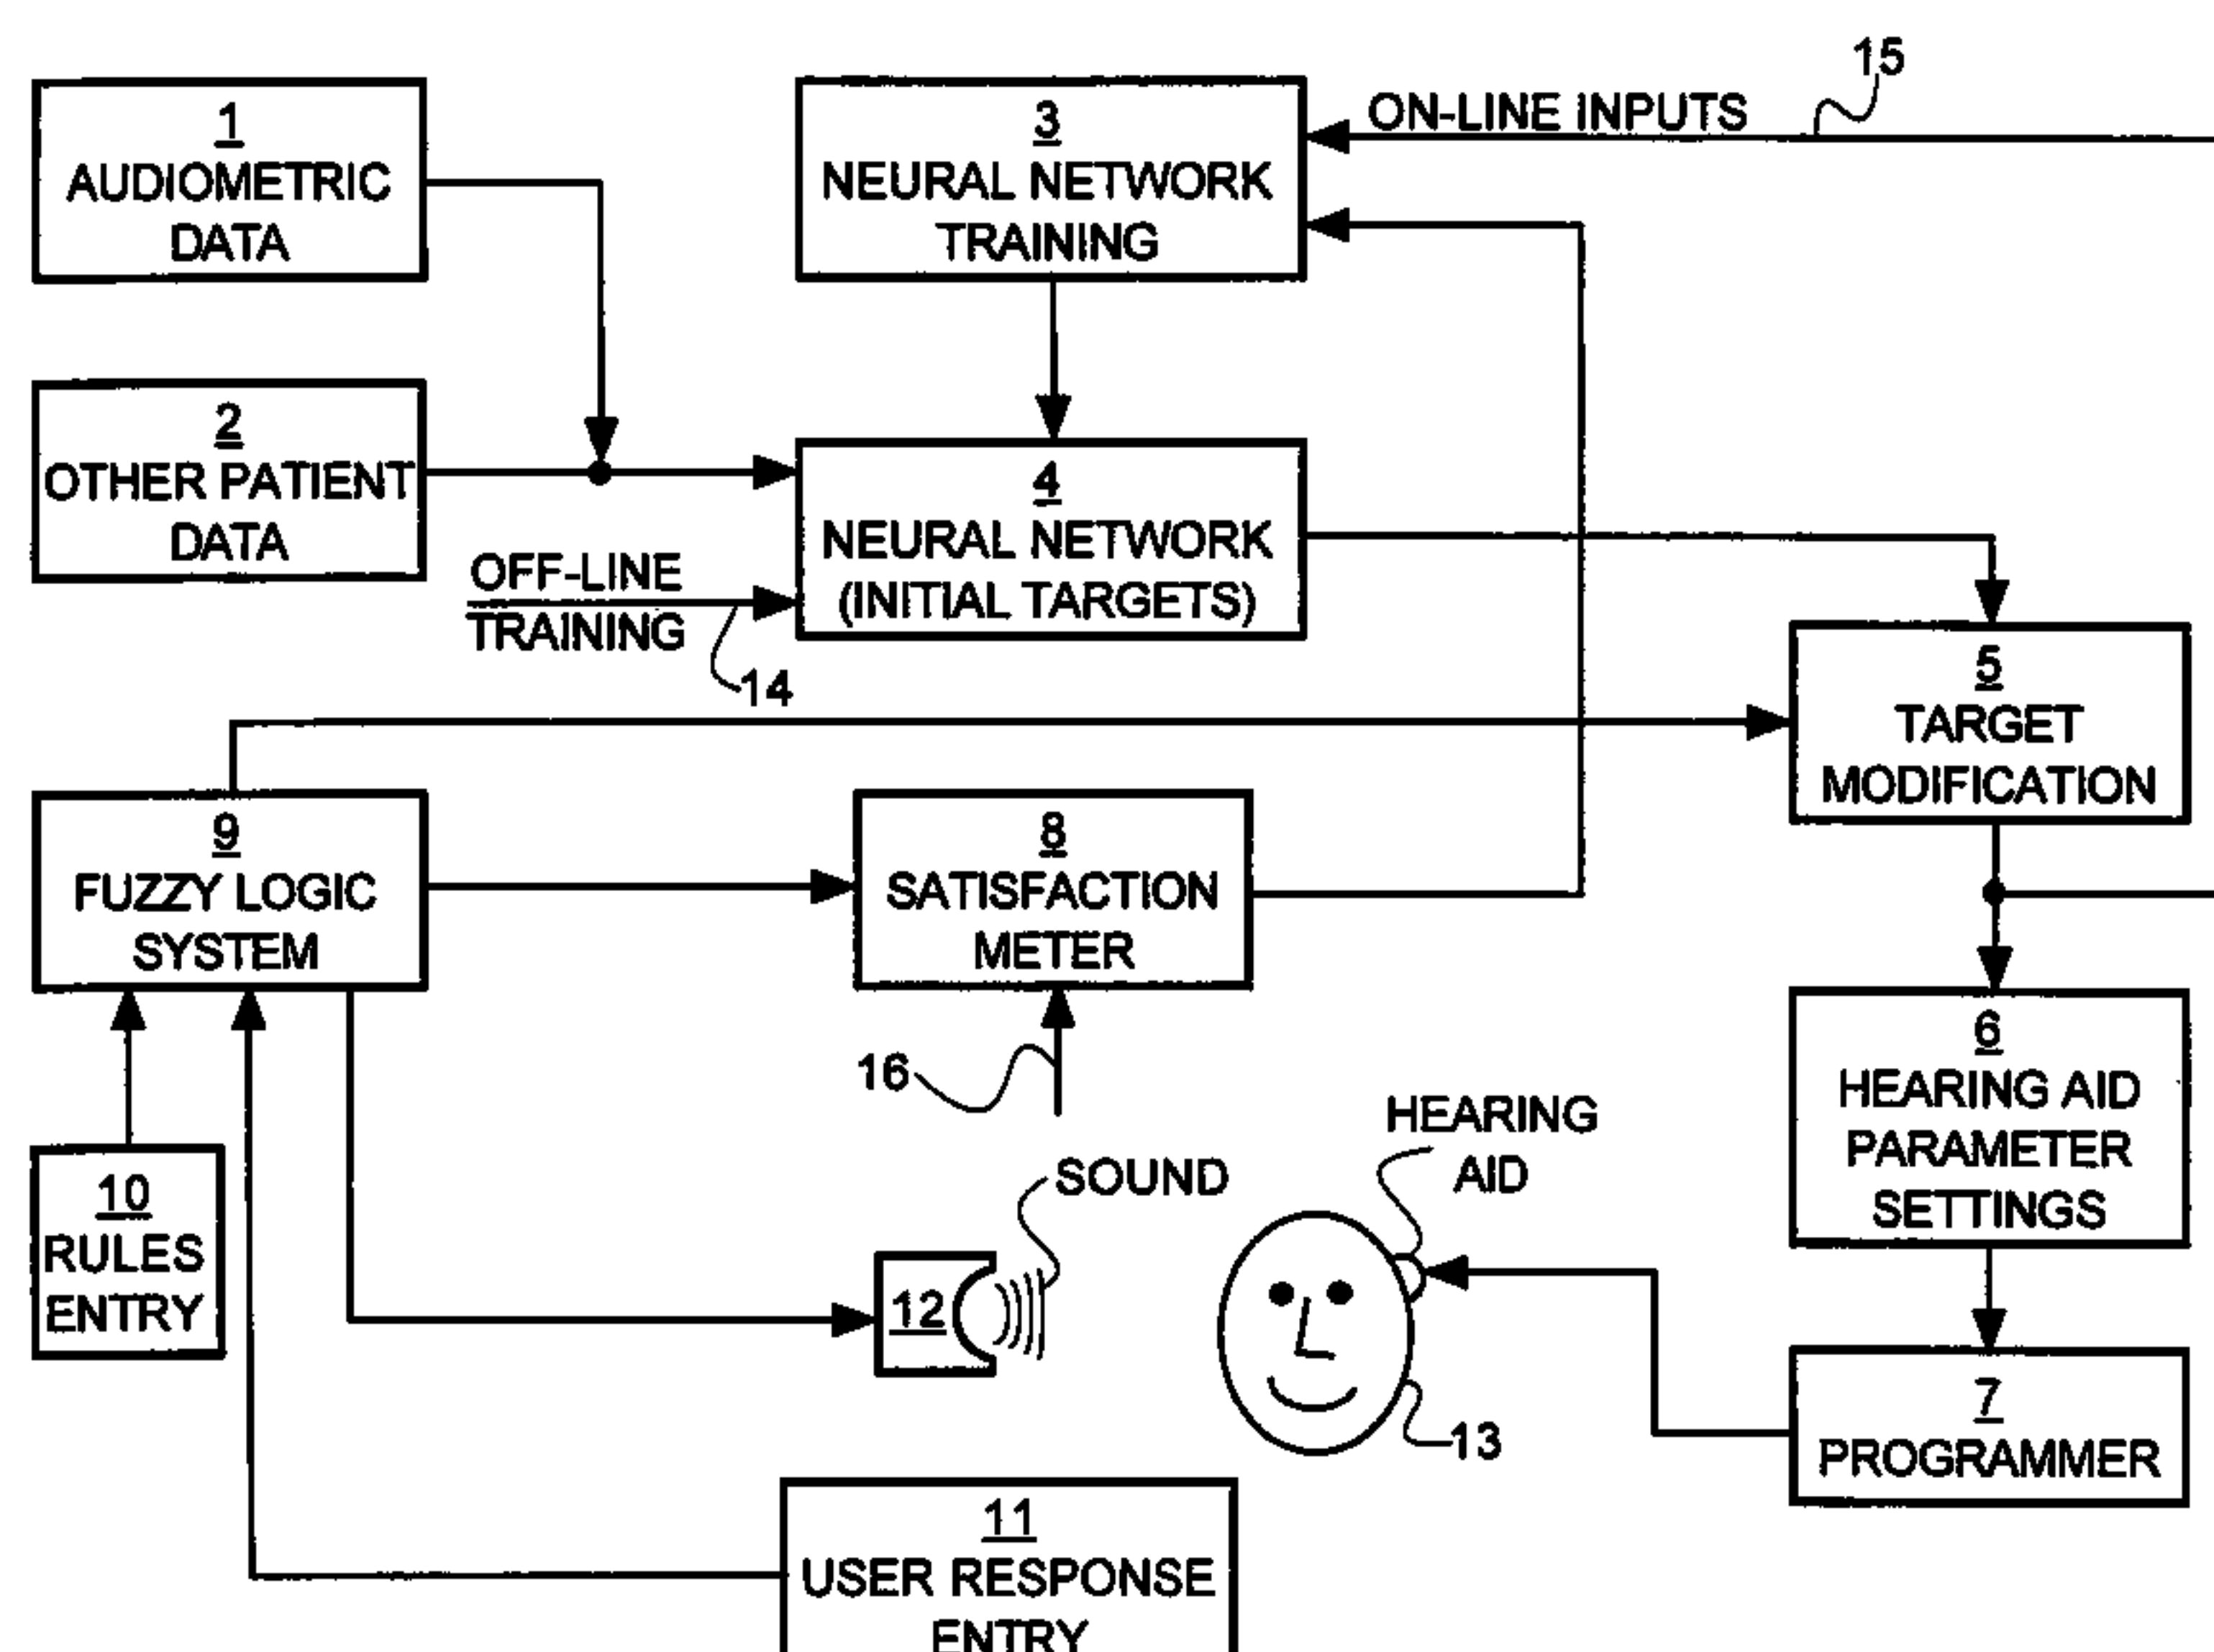 1
AUDIOMETRIC
DATA
3
NEURAL NETWORK
TRAINING
ON-LINE INPUTS
15
2
OTHER PATIENT
DATA
4
NEURAL NETWORK
(INITIAL TARGETS)
OFF-LINE
TRAINING
14
5
TARGET
MODIFICATION
9
FUZZY LOGIC
SYSTEM
8
SATISFACTION
METER
16
6
HEARING AID
PARAMETER
SETTINGS
10
RULES
ENTRY
SOUND
12
HEARING
AID
13
7
PROGRAMMER
11
USER RESPONSE
ENTRY